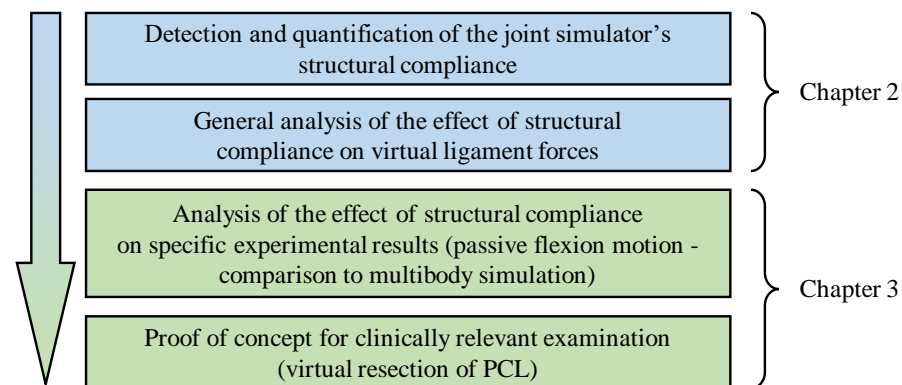 Detection and quantification of the joint simulator's
structural compliance
Chapter 2
General analysis of the effect of structural
compliance on virtual ligament forces
Analysis of the effect of structural compliance
on specific experimental results (passive flexion motion -
comparison to multibody simulation)
Chapter 3
Proof of concept for clinically relevant examination
(virtual resection of PCL)